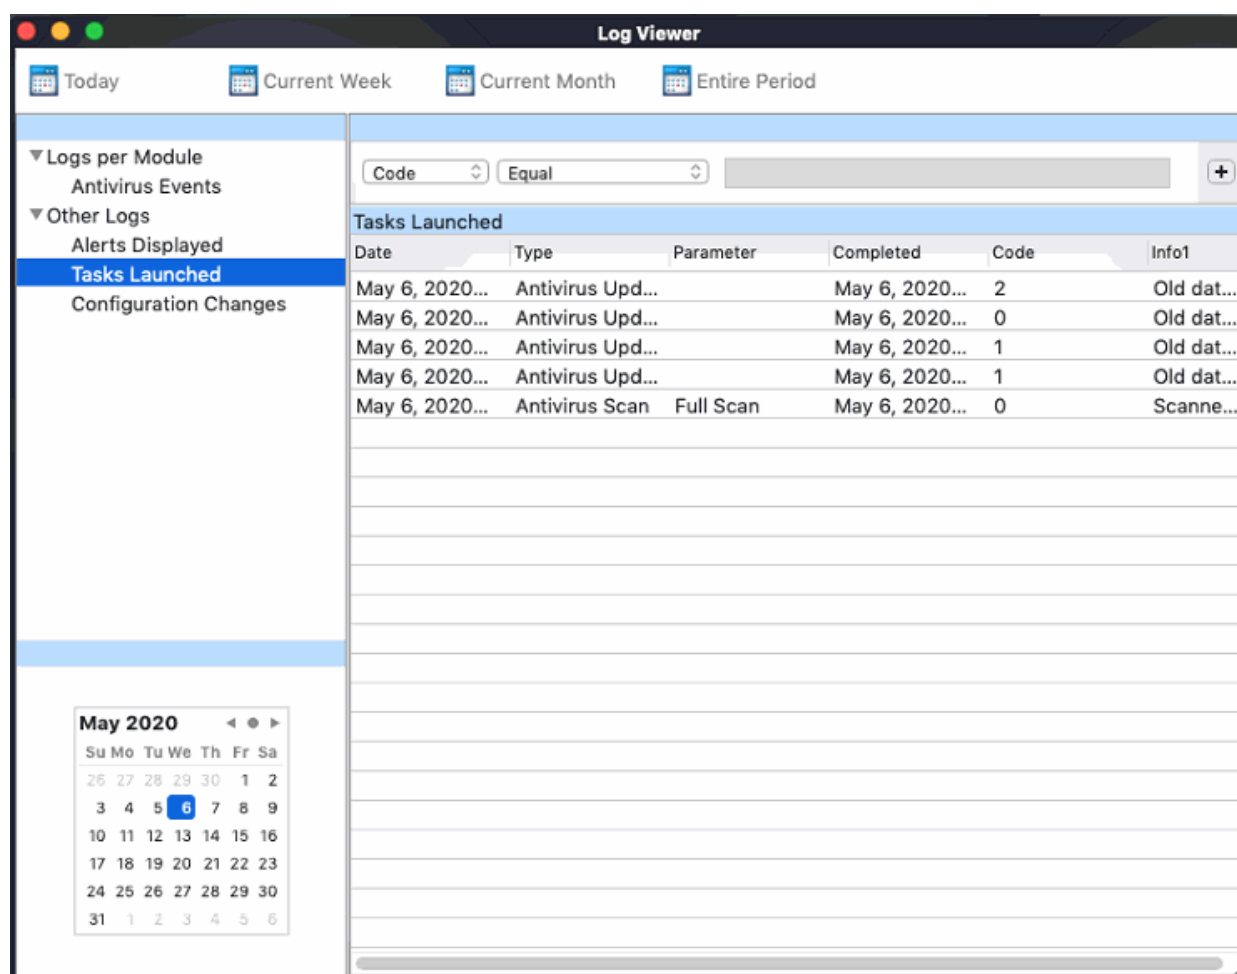 Log Viewer
Today Current Week Current Month Entire Period
Logs per Module
Antivirus Events
Other Logs
Alerts Displayed
Tasks Launched
Configuration Changes
Code Equal +
Tasks Launched
Date Type Parameter Completed Code Info1
May 6, 2020... Antivirus Upd... May 6, 2020... 2 Old dat...
May 6, 2020... Antivirus Upd... May 6, 2020... 0 Old dat...
May 6, 2020... Antivirus Upd... May 6, 2020... 1 Old dat...
May 6, 2020... Antivirus Upd... May 6, 2020... 1 Old dat...
May 6, 2020... Antivirus Scan Full Scan May 6, 2020... 0 Scanne...
May 2020
Su Mo Tu We Th Fr Sa
26 27 28 29 30 1 2
3 4 5 6 7 8 9
10 11 12 13 14 15 16
17 18 19 20 21 22 23
24 25 26 27 28 29 30
31 1 2 3 4 5 6